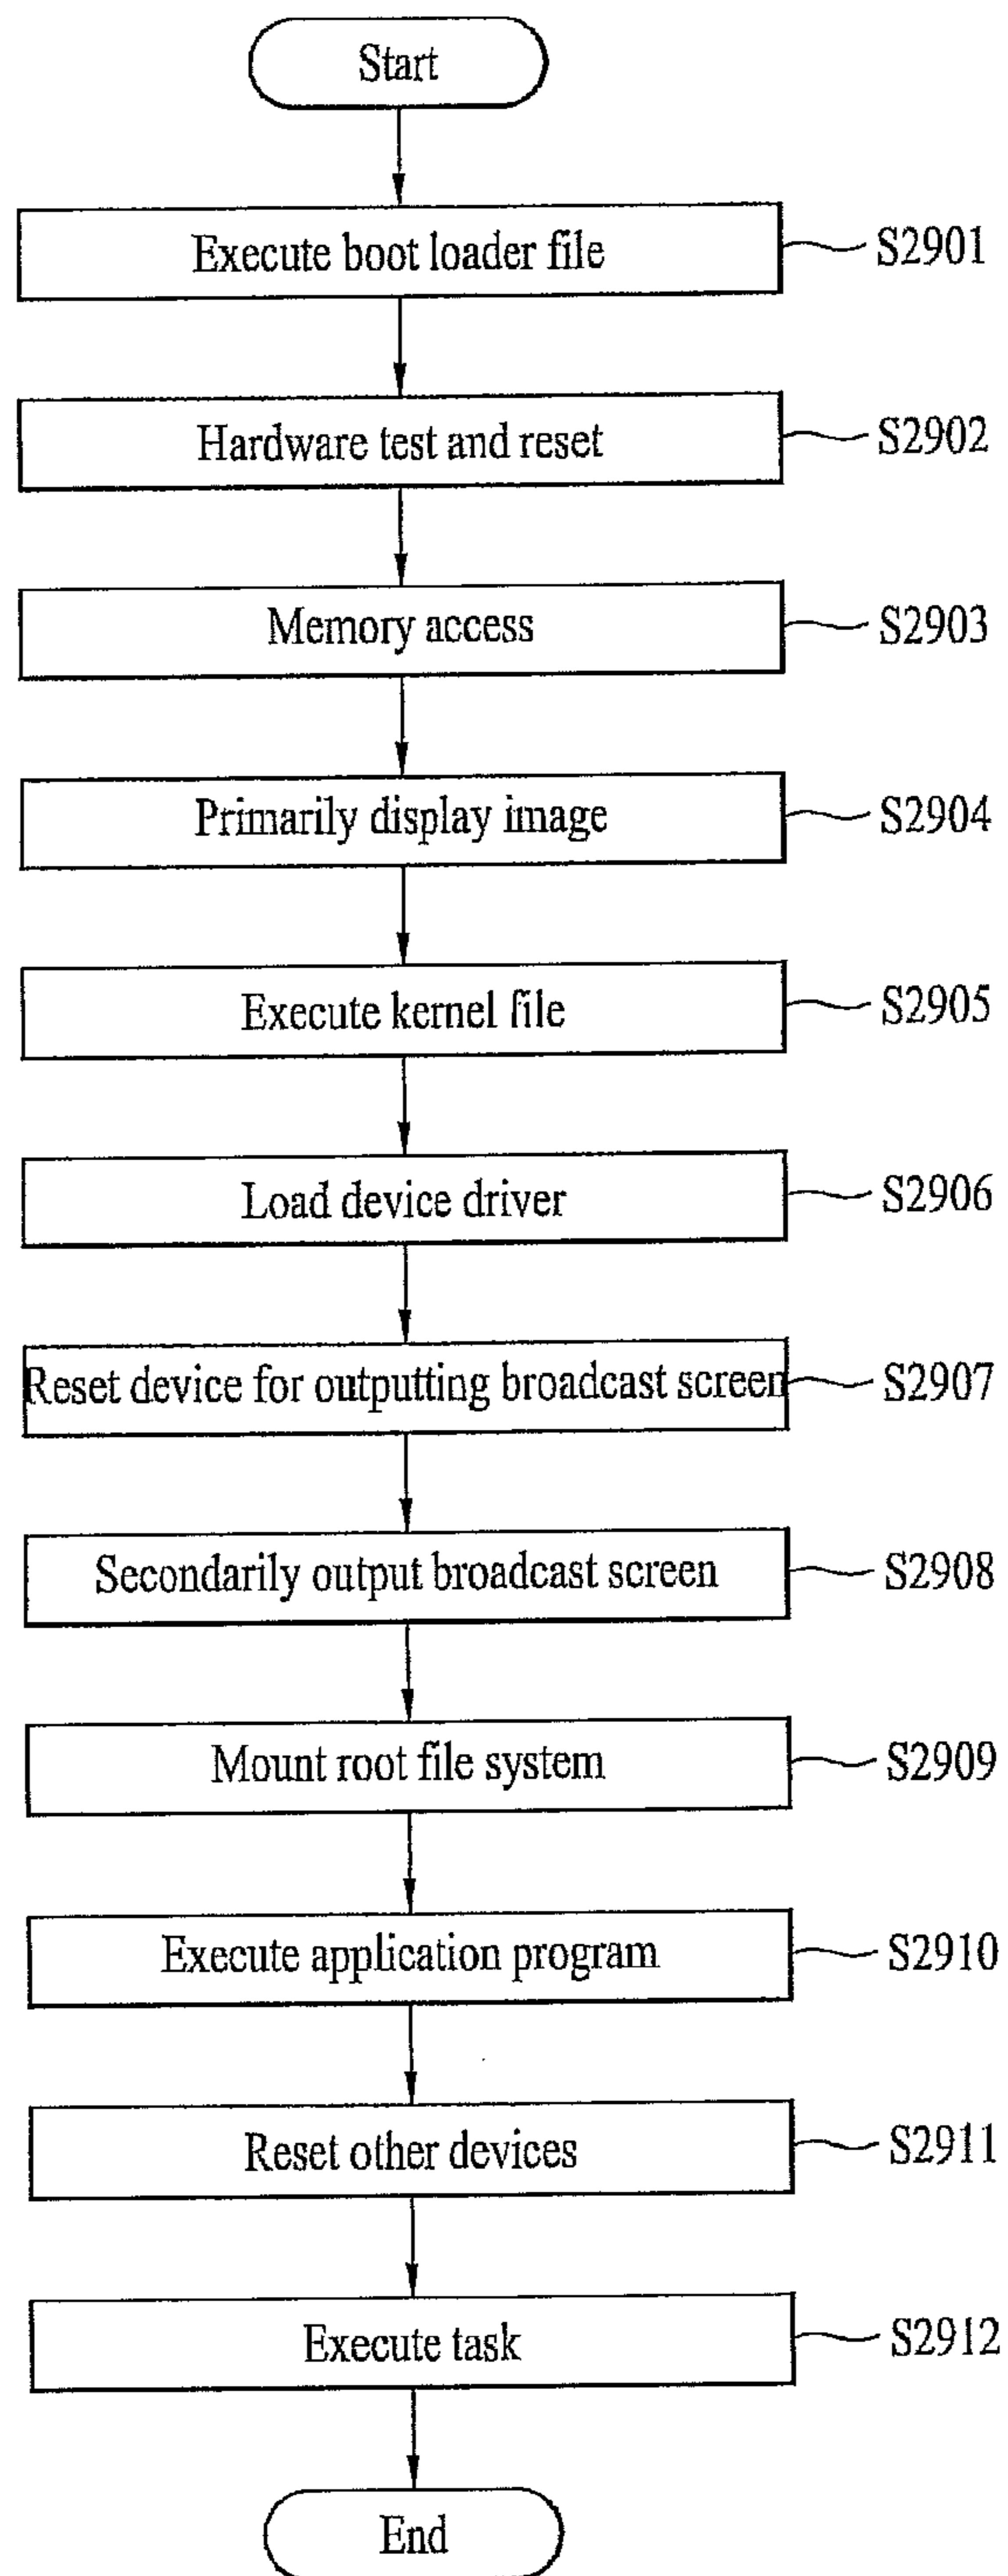 Start
Execute boot loader file
S2901
Hardware test and reset
S2902
Memory access
S2903
Primarily display image
S2904
Execute kernel file
S2905
Load device driver
S2906
Reset device for outputting broadcast screen
S2907
Secondarily output broadcast screen
S2908
Mount root file system
S2909
Execute application program
S2910
Reset other devices
S2911
Execute task
S2912
End